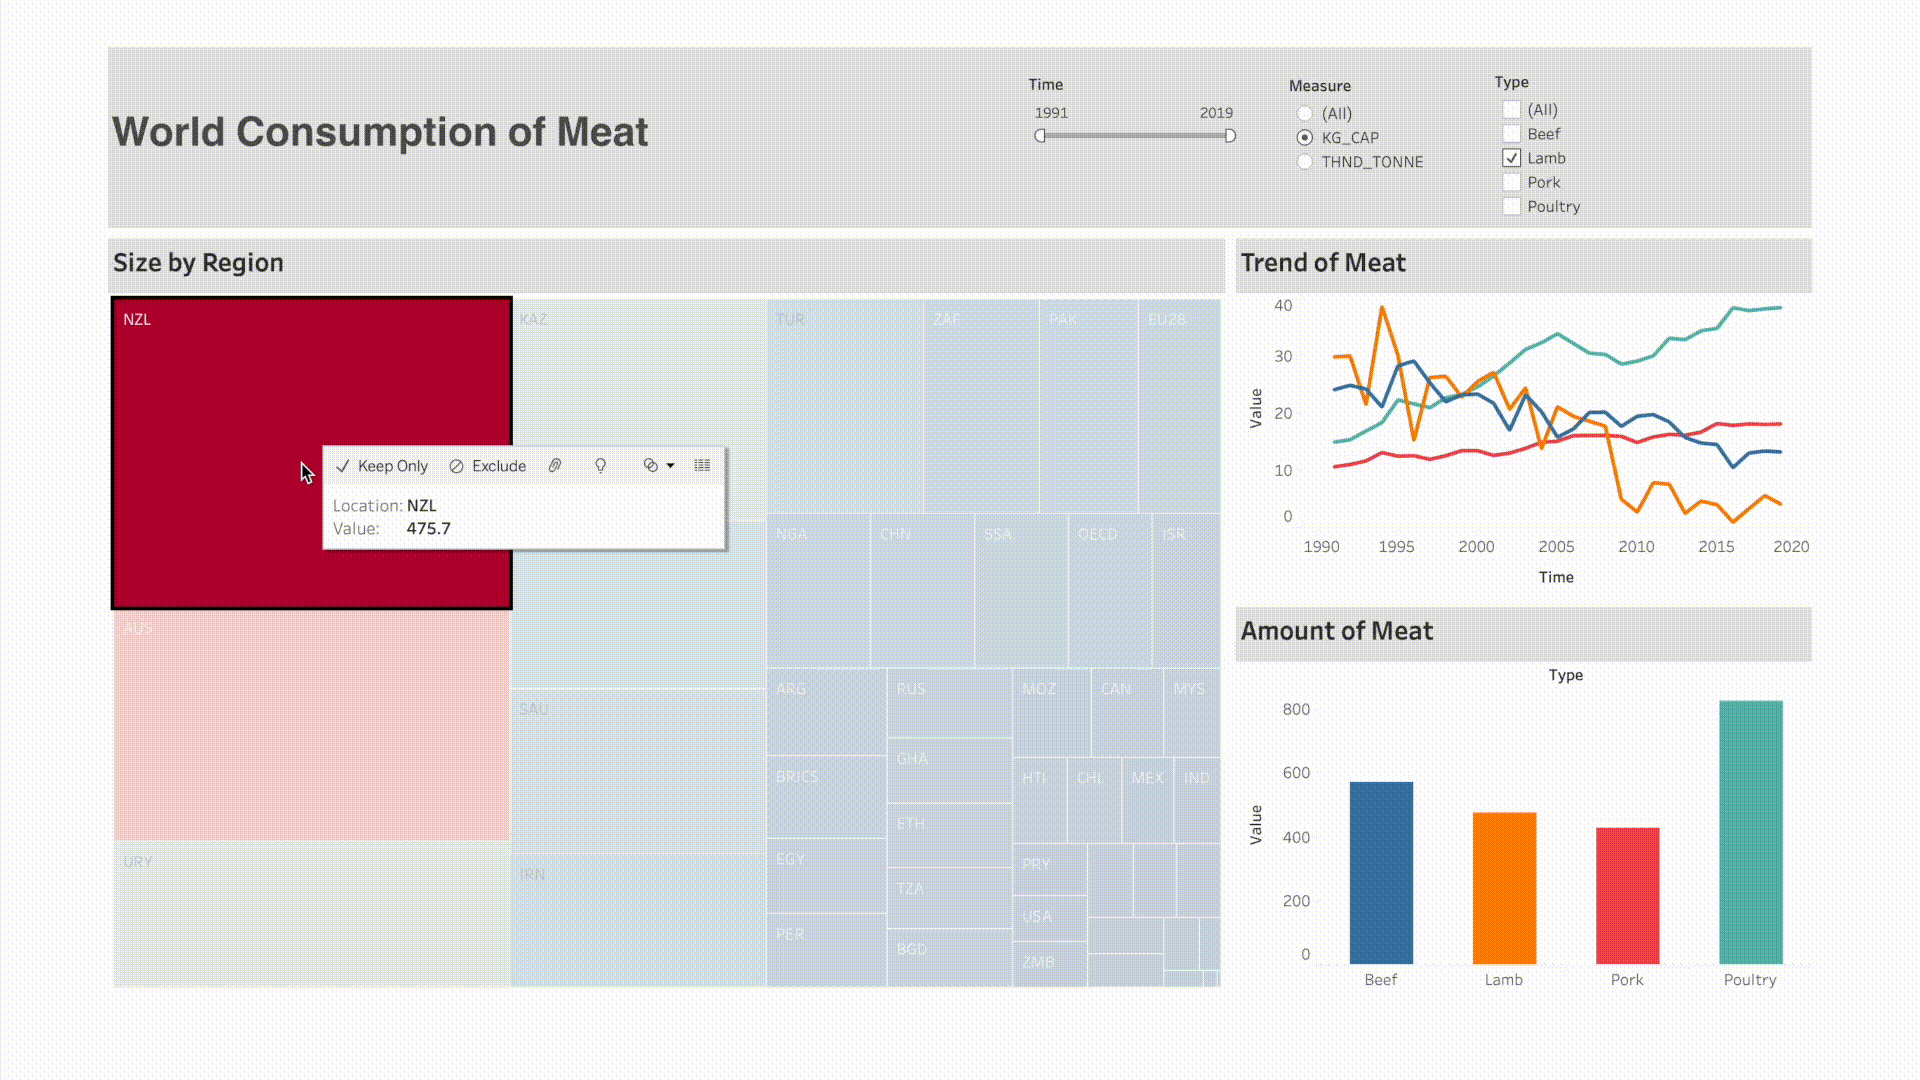 World Consumption of Meat
Time
1991 2019
Measure
(All)
KG_CAP
THND_TONNE
Type
(All)
Beef
Lamb
Pork
Poultry
Size by Region
NZL
KAZ
TUR
ZAF
PAK
EU28
Keep Only Exclude
Location: NZL
Value: 475.7
NGA
CHN
SSA
OECD
ISR
AUS
SAU
ARG
RUS
MOZ
CAN
MYS
GHA
BRICS
HTI
CHL
MEX
IND
ETH
URY
IRN
EGY
PRY
TZA
USA
PER
BGD
ZMB
Trend of Meat
Value
40
30
20
10
0
1990 1995 2000 2005 2010 2015 2020
Time
Amount of Meat
Type
Value
800
600
400
200
0
Beef Lamb Pork Poultry